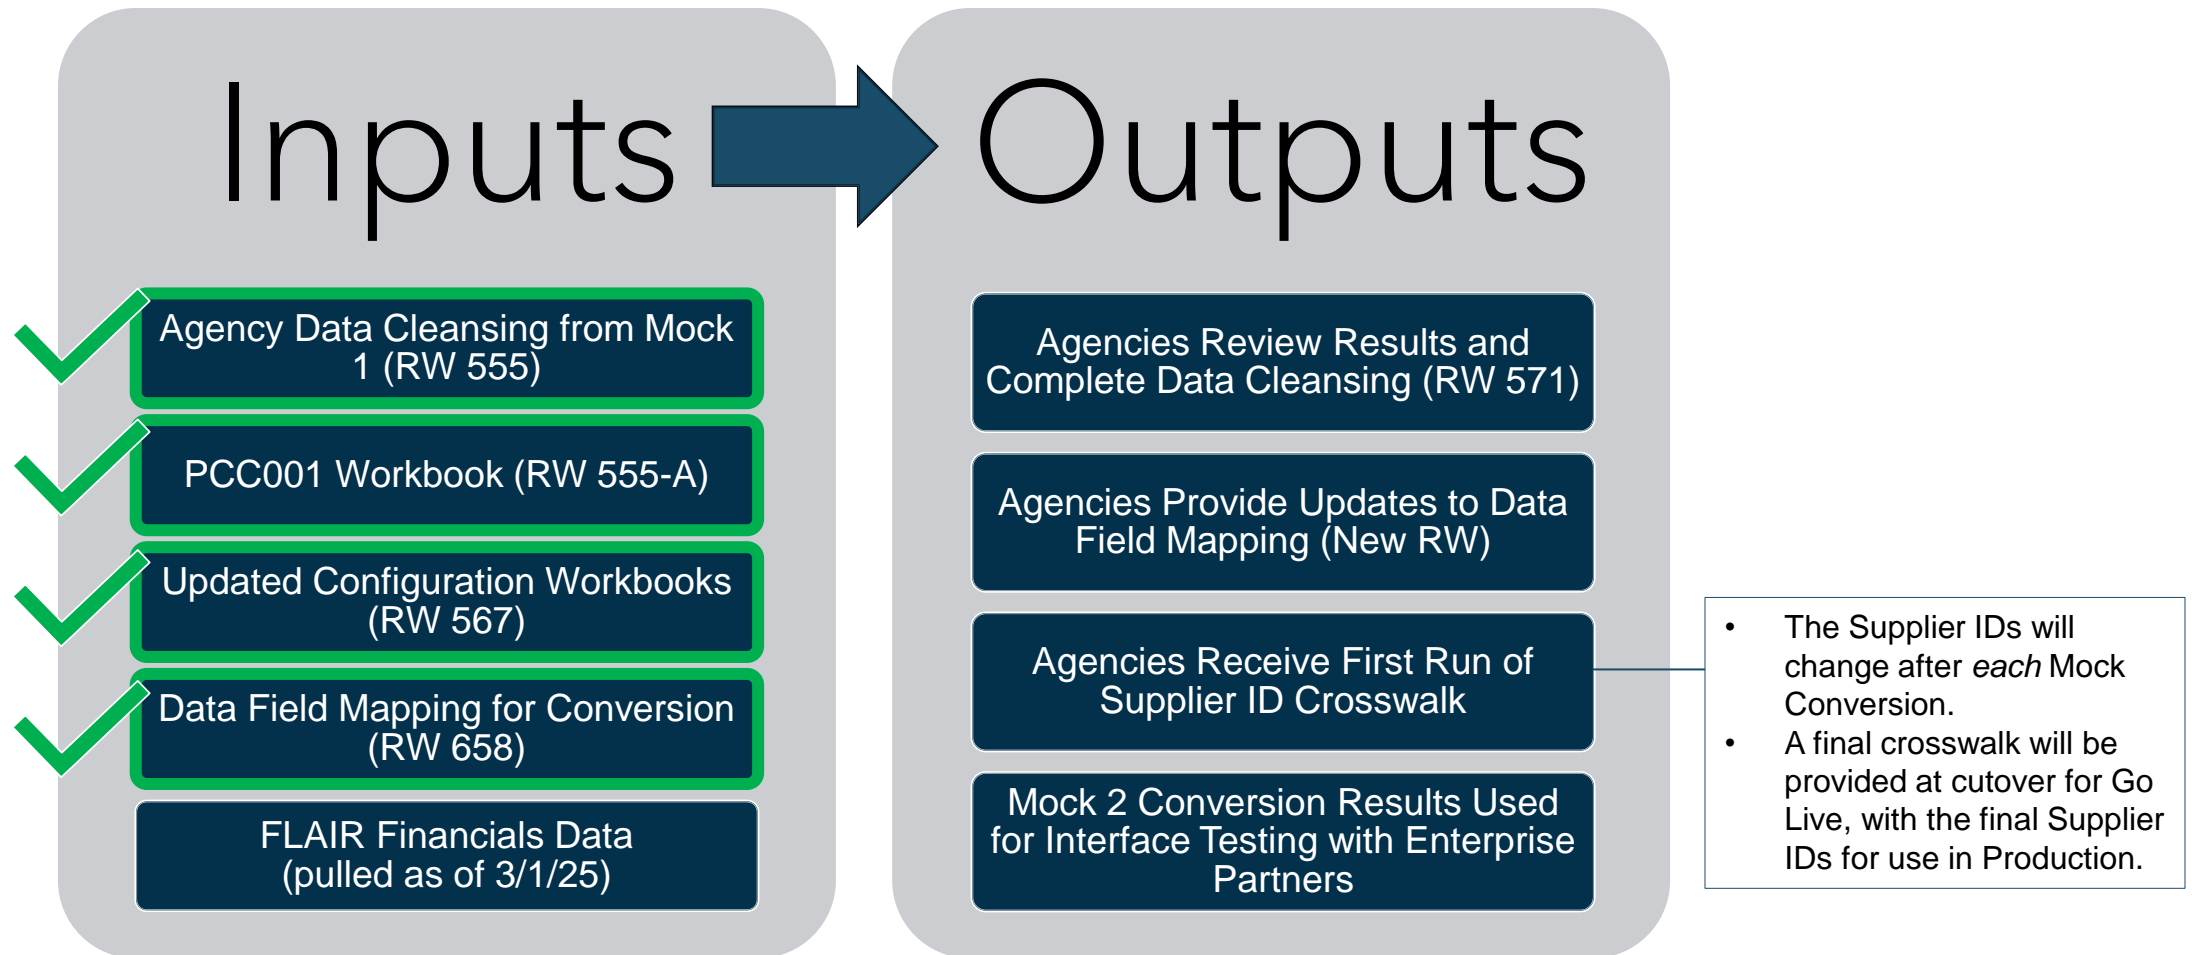 Inputs
Outputs
Agency Data Cleansing from Mock
1 (RW 555)
PCC001 Workbook (RW 555-A)
Updated Configuration Workbooks
(RW 567)
Data Field Mapping for Conversion
(RW 658)
FLAIR Financials Data
(pulled as of 3/1/25)
Agencies Review Results and
Complete Data Cleansing (RW 571)
Agencies Provide Updates to Data
Field Mapping (New RW)
Agencies Receive First Run of
Supplier ID Crosswalk
Mock 2 Conversion Results Used
for Interface Testing with Enterprise
Partners
• The Supplier IDs will
change after each Mock
Conversion.
• A final crosswalk will be
provided at cutover for Go
Live, with the final Supplier
IDs for use in Production.